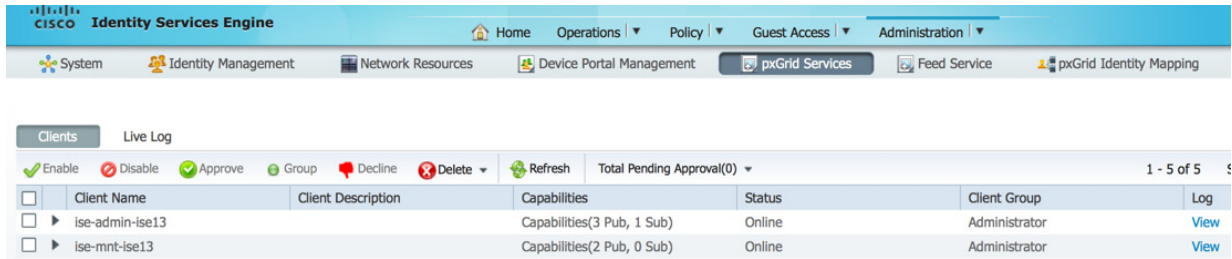 CISCO Identity Services Engine
Home Operations Policy Guest Access Administration
System Identity Management Network Resources Device Portal Management pxGrid Services Feed Service pxGrid Identity Mapping
Clients Live Log
Enable Disable Approve Group Decline Delete Refresh Total Pending Approval(0) 1 - 5 of 5 S
Client Name Client Description Capabilities Status Client Group Log
ise-admin-ise13 Capabilities(3 Pub, 1 Sub) Online Administrator View
ise-mnt-ise13 Capabilities(2 Pub, 0 Sub) Online Administrator View